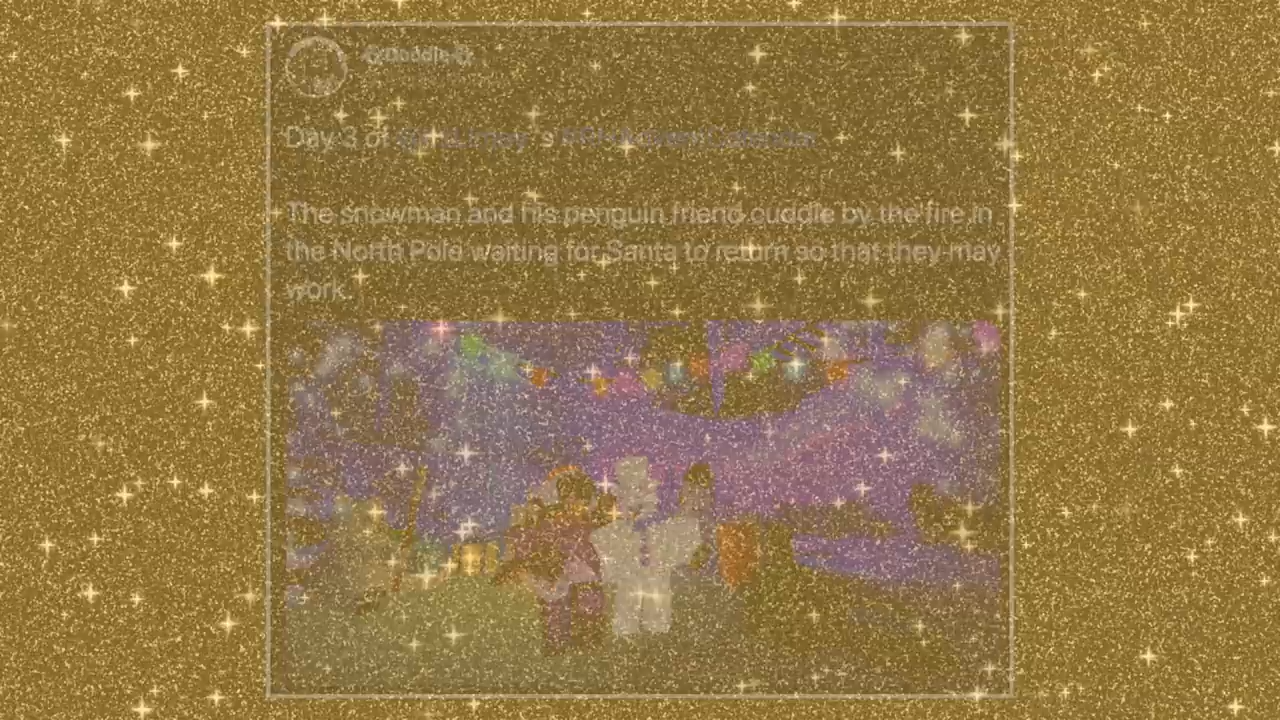 Doodle
Day 3 of 's
The snowman and his penguin friend cuddle by the fire in
the North Pole waiting for Santa to return so that they may
work.